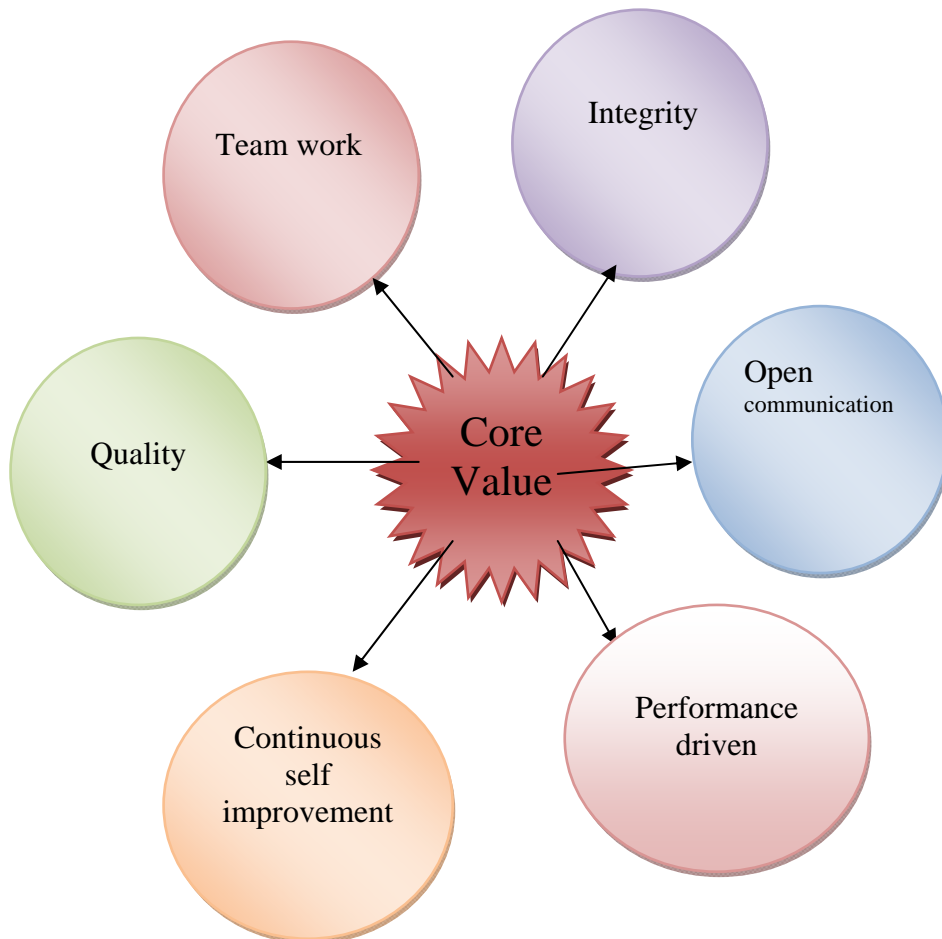 Team work
Integrity
Open
communication
Core
Value
Quality
Performance
driven
Continuous
self
improvement